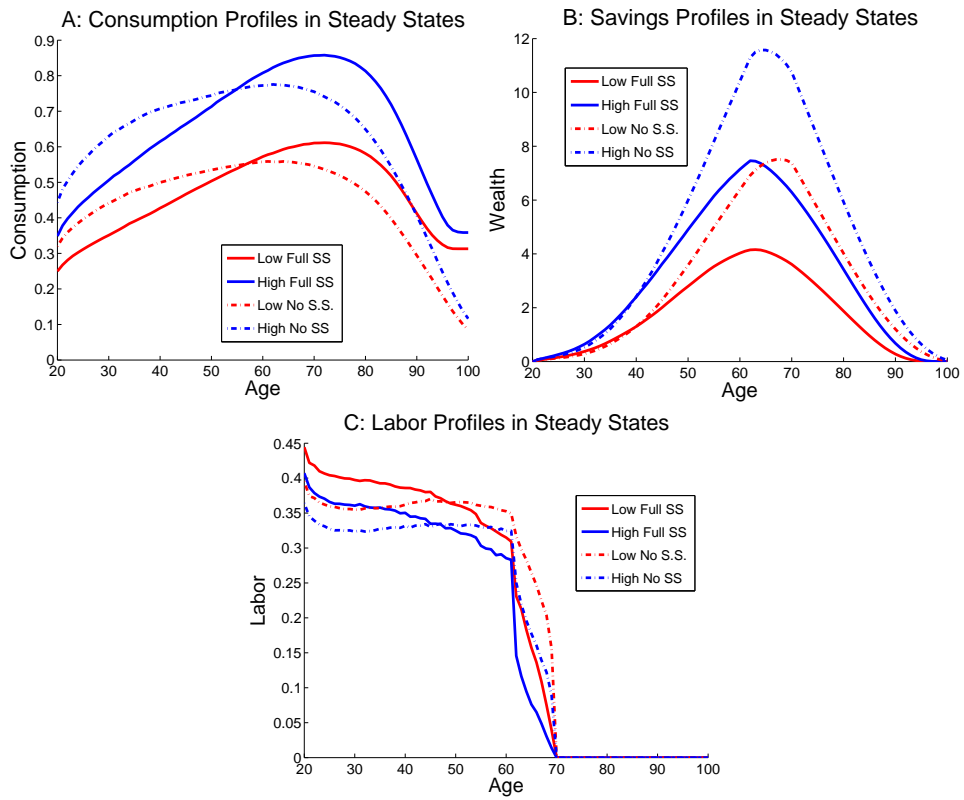 A: Consumption Profiles in Steady States
0.9
0.8
0.7
0.6
0.5
0.4
0.3
0.2
0.1
0
Consumption
20 30 40 50 60 70 80 90 100
Age
Low Full SS
High Full SS
Low No S.S.
High No SS
B: Savings Profiles in Steady States
12
10
8
6
4
2
0
Wealth
20 30 40 50 60 70 80 90 100
Age
Low Full SS
High Full SS
Low No S.S.
High No SS
C: Labor Profiles in Steady States
0.45
0.4
0.35
0.3
0.25
0.2
0.15
0.1
0.05
0
Labor
20 30 40 50 60 70 80 90 100
Age
Low Full SS
High Full SS
Low No S.S.
High No SS